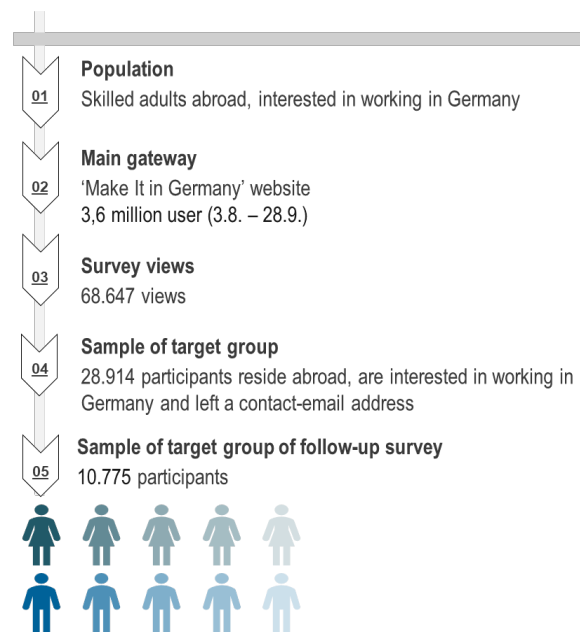 01
Population
Skilled adults abroad, interested in working in Germany
02
Main gateway
‘Make It in Germany’ website
3,6 million user (3.8. – 28.9.)
03
Survey views
68.647 views
04
Sample of target group
28.914 participants reside abroad, are interested in working in
Germany and left a contact-email address
05
Sample of target group of follow-up survey
10.775 participants